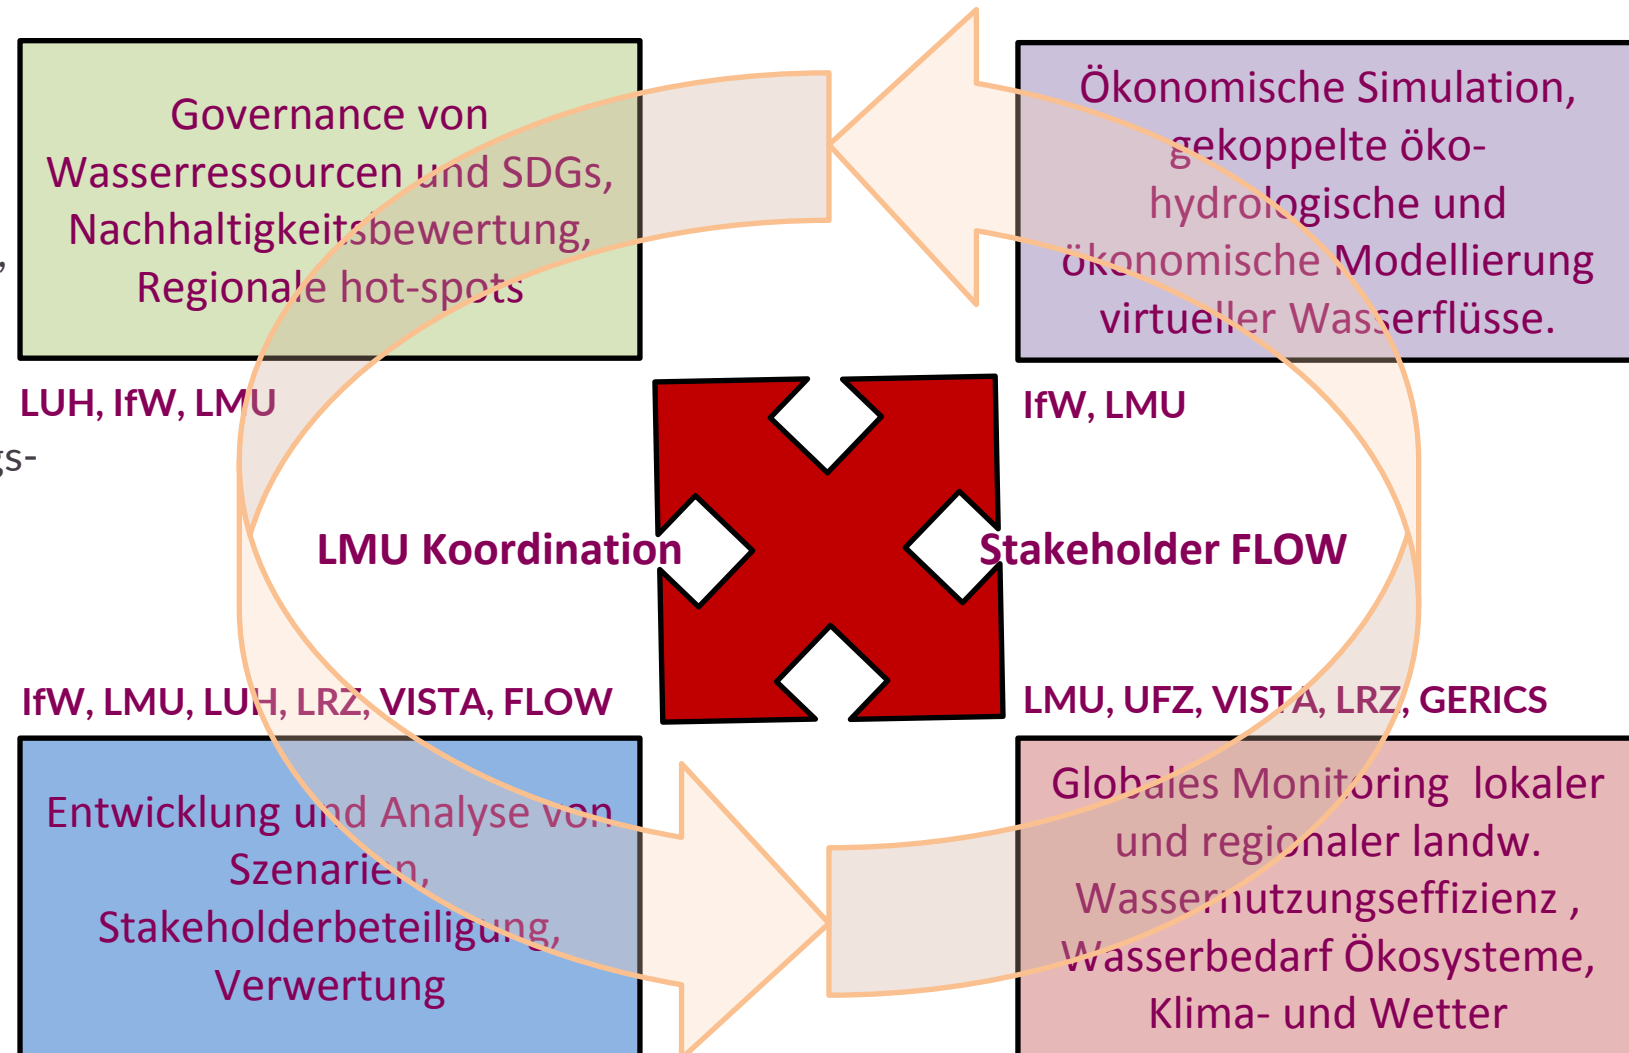 Governance von
Wasserressourcen und SDGs,
Nachhaltigkeitsbewertung,
Regionale hot-spots
,
LUH, IfW, LMU
gs-
Ökonomische Simulation,
gekoppelte öko-
hydrologische und
ökonomische Modellierung
virtueller Wasserflüsse.
IfW, LMU
LMU Koordination
Stakeholder FLOW
IfW, LMU, LUH, LRZ, VISTA, FLOW
Entwicklung und Analyse von
Szenarien,
Stakeholderbeteiligung,
Verwertung
LMU, UFZ, VISTA, LRZ, GERICS
Globales Monitoring  lokaler
und regionaler landw.
Wassernutzungseffizienz ,
Wasserbedarf Ökosysteme,
Klima- und Wetter